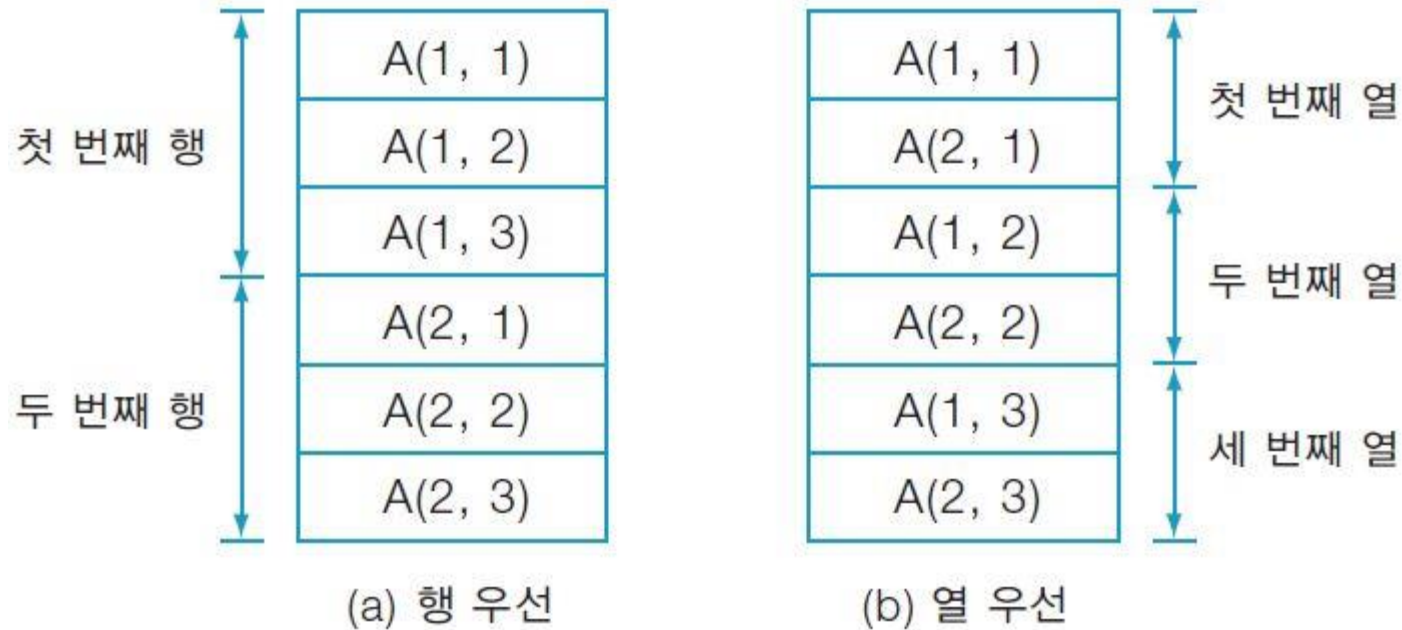 첫 번째 행
두 번째 행
A(1, 1)
A(1, 2)
A(1, 3)
A(2, 1)
A(2, 2)
A(2, 3)
(a) 행 우선
A(1, 1)
A(2, 1)
A(1, 2)
A(2, 2)
A(1, 3)
A(2, 3)
첫 번째 열
두 번째 열
세 번째 열
(b) 열 우선